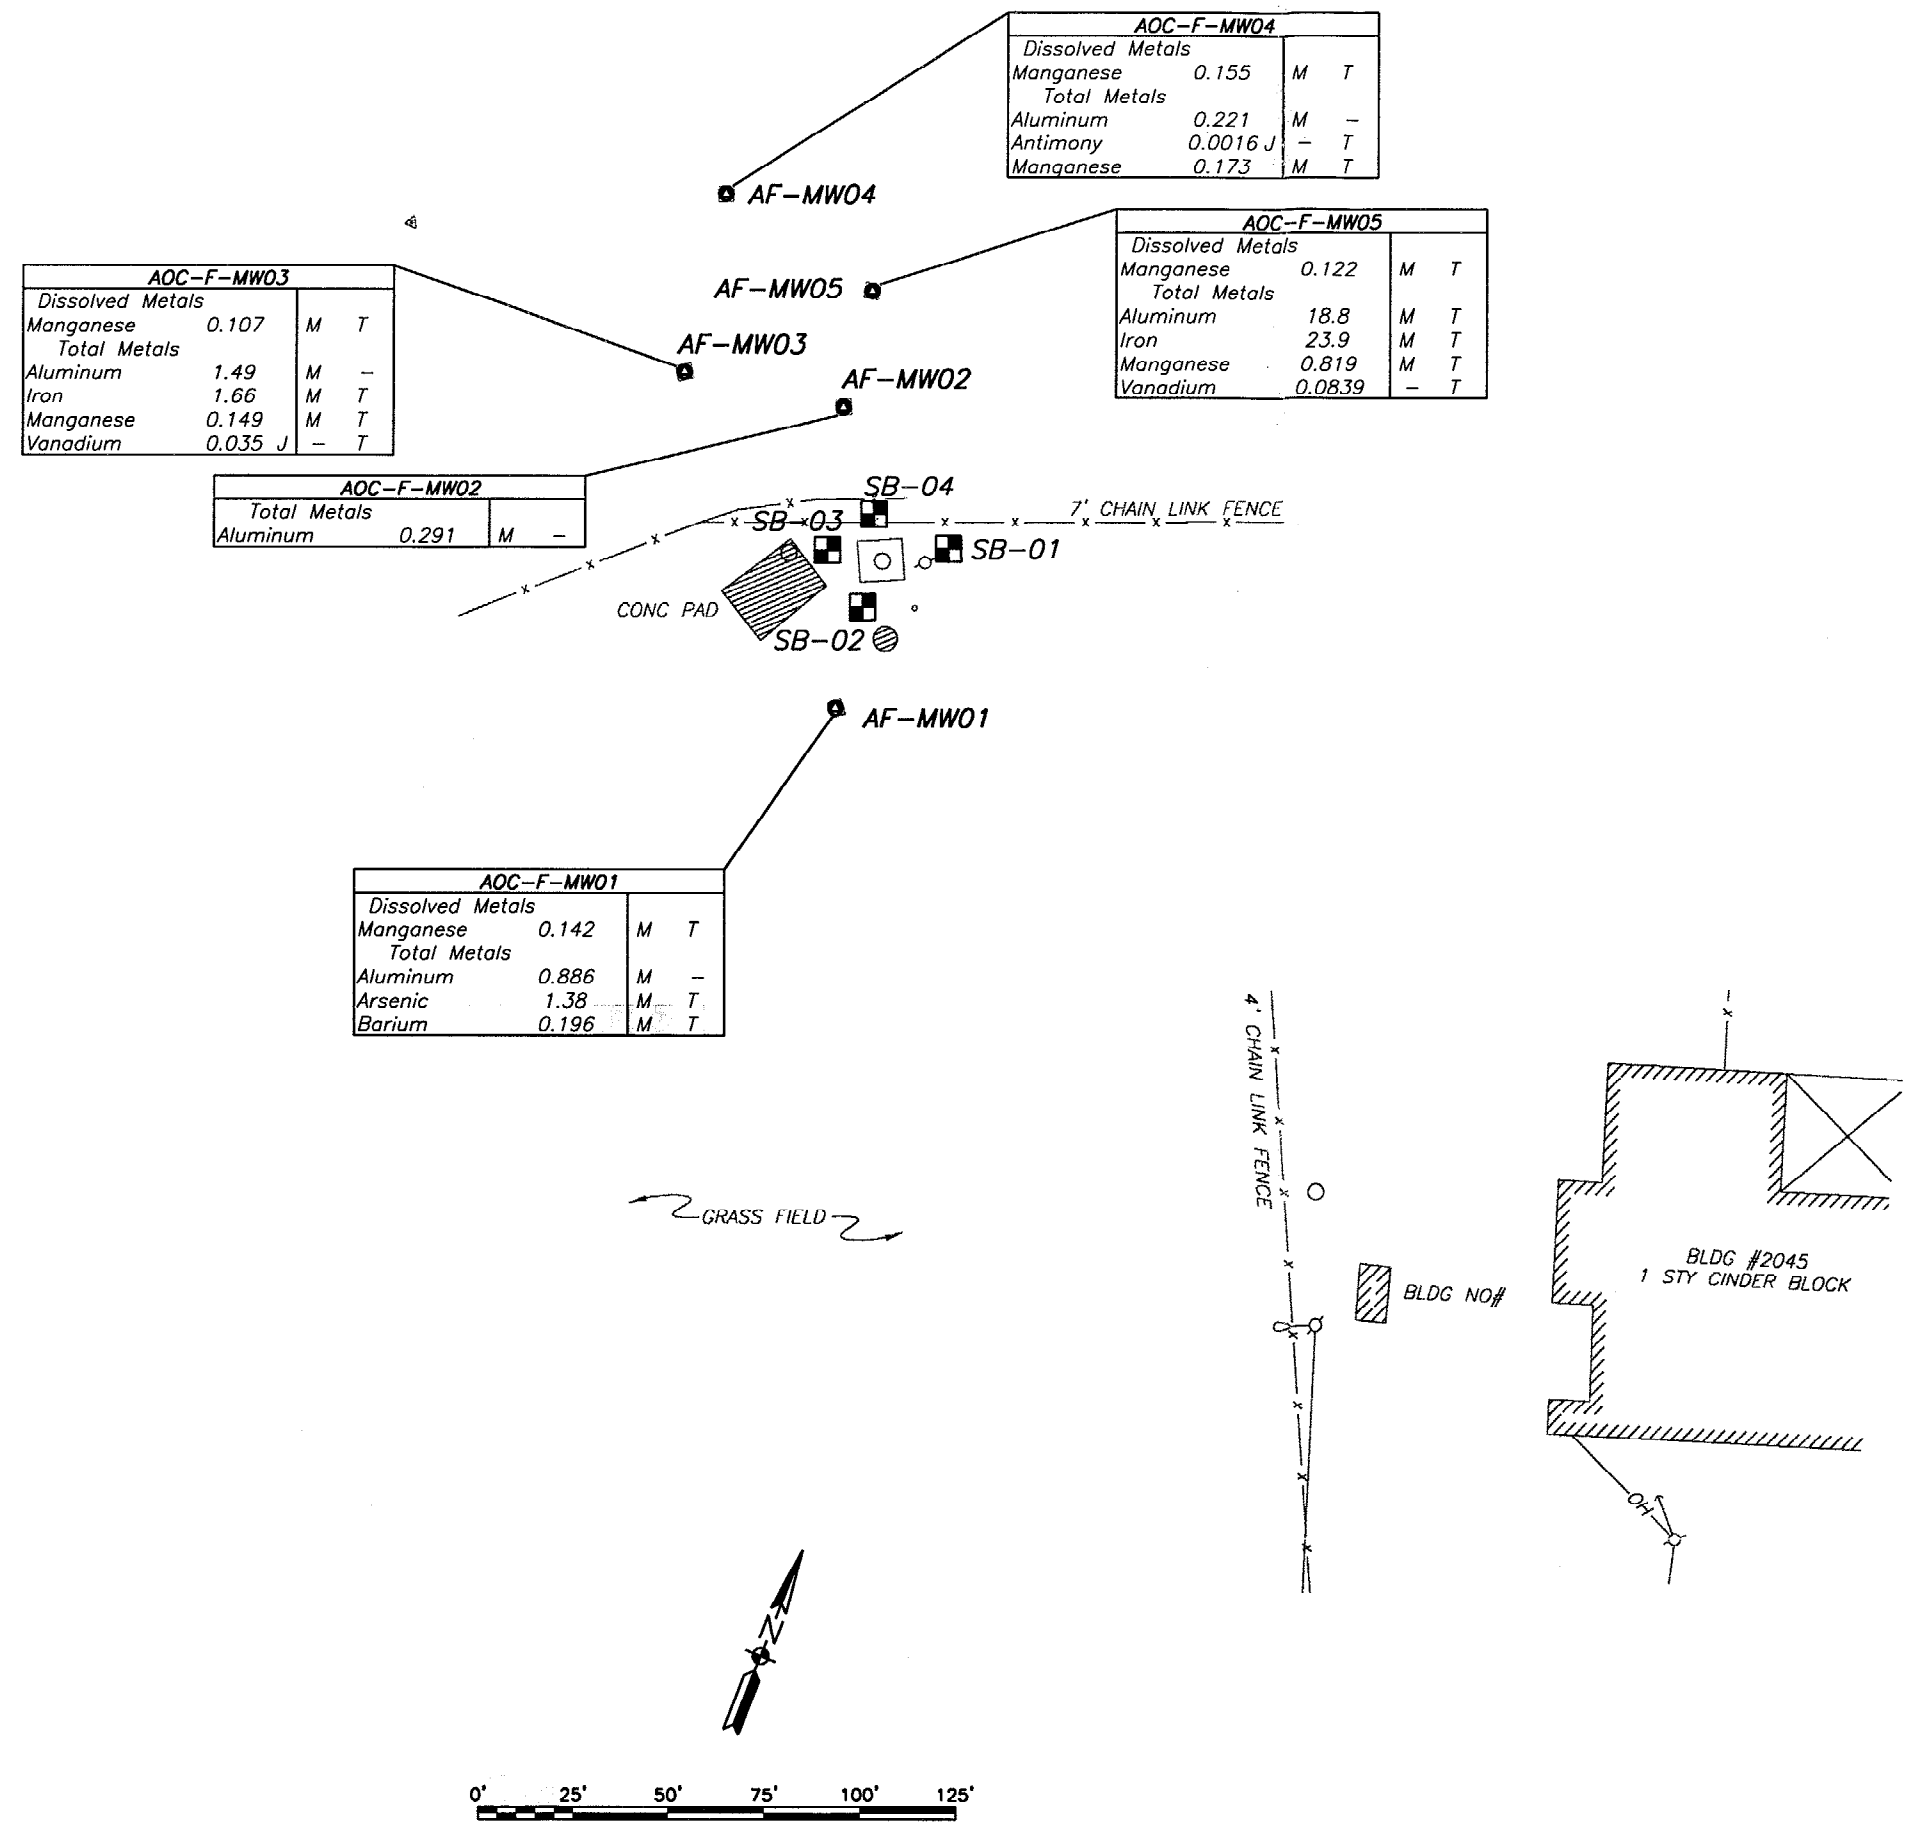 AOC-F-MW04
Dissolved Metals
Manganese 0.155 M T
Total Metals
Aluminum 0.221 M -
Antimony 0.0016 J - T
Manganese 0.173 M T
AF-MW04
AOC-F-MW05
Dissolved Metals
Manganese 0.122 M T
Total Metals
Aluminum 18.8 M T
Iron 23.9 M T
Manganese 0.819 M T
Vanadium 0.0839 - T
AF-MW05
AOC-F-MW03
Dissolved Metals
Manganese 0.107 M T
Total Metals
Aluminum 1.49 M -
Iron 1.66 M T
Manganese 0.149 M T
Vanadium 0.035 J - T
AF-MW03
AF-MW02
AOC-F-MW02
Total Metals
Aluminum 0.291 M -
SB-04
7' CHAIN LINK FENCE
SB-03
SB-01
CONC PAD
SB-02
AF-MW01
AOC-F-MW01
Dissolved Metals
Manganese 0.142 M T
Total Metals
Aluminum 0.886 M -
Arsenic 1.38 M T
Barium 0.196 M T
4' CHAIN LINK FENCE
GRASS FIELD
BLDG #2045
1 STY CINDER BLOCK
BLDG NO#
OH
N
0' 25' 50' 75' 100' 125'